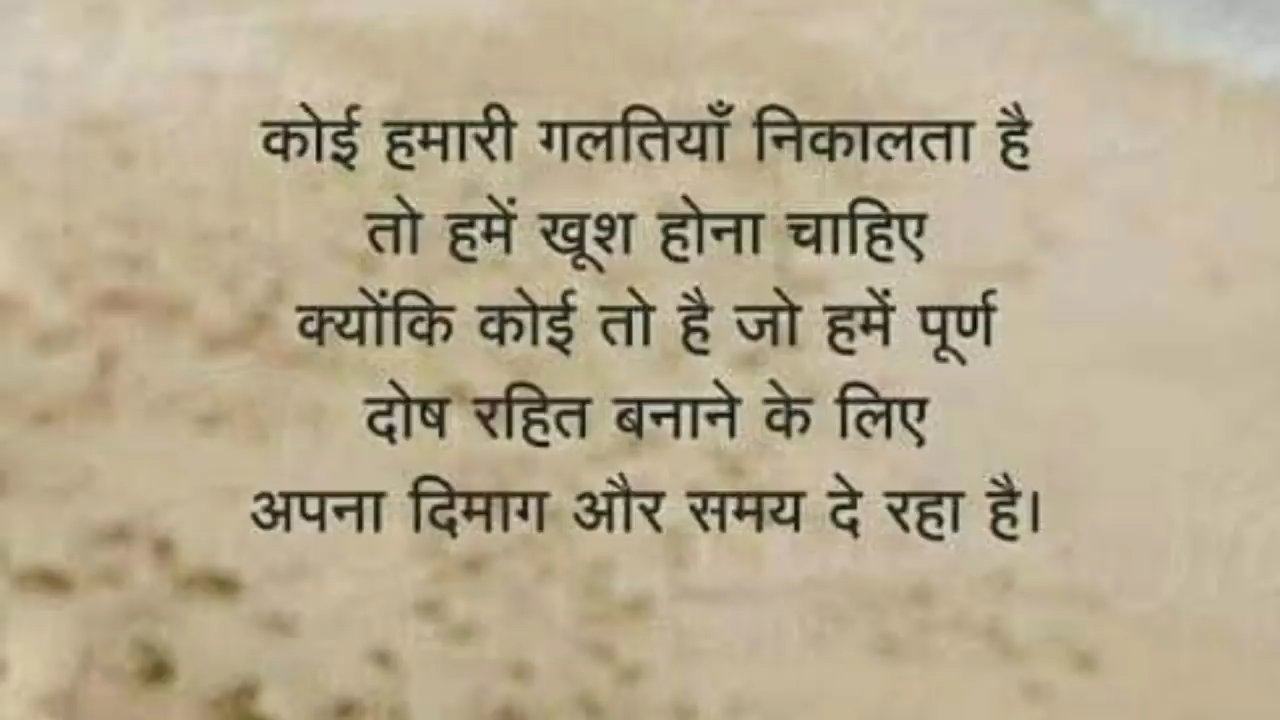 कोई हमारी गलतियाँ निकालता है
तो हमें खूश होना चाहिए
क्योंकि कोई तो है जो हमें पूर्ण
दोष रहित बनाने के लिए
अपना दिमाग और समय दे रहा है।